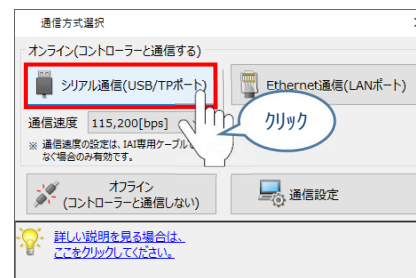 通信方式選択
オンライン(コントローラーと通信する)
シリアル通信(USB/TPポート)
Ethernet通信(LANポート)
通信速度 115,200[bps]
クリック
※ 通信速度の設定は、IAI専用ケーブル
なく場合のみ有効です。
オフライン
(コントローラーと通信しない)
通信設定
詳しい説明を見る場合は、
ここをクリックしてください。